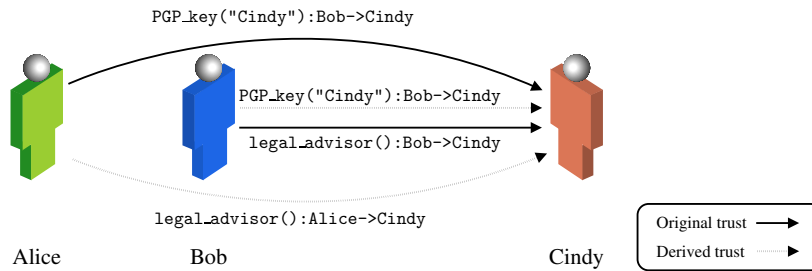 PGP_key("Cindy"):Bob->Cindy
PGP_key("Cindy"):Bob->Cindy
legal_advisor():Bob->Cindy
legal_advisor():Alice->Cindy
Original trust
Derived trust
Alice
Bob
Cindy